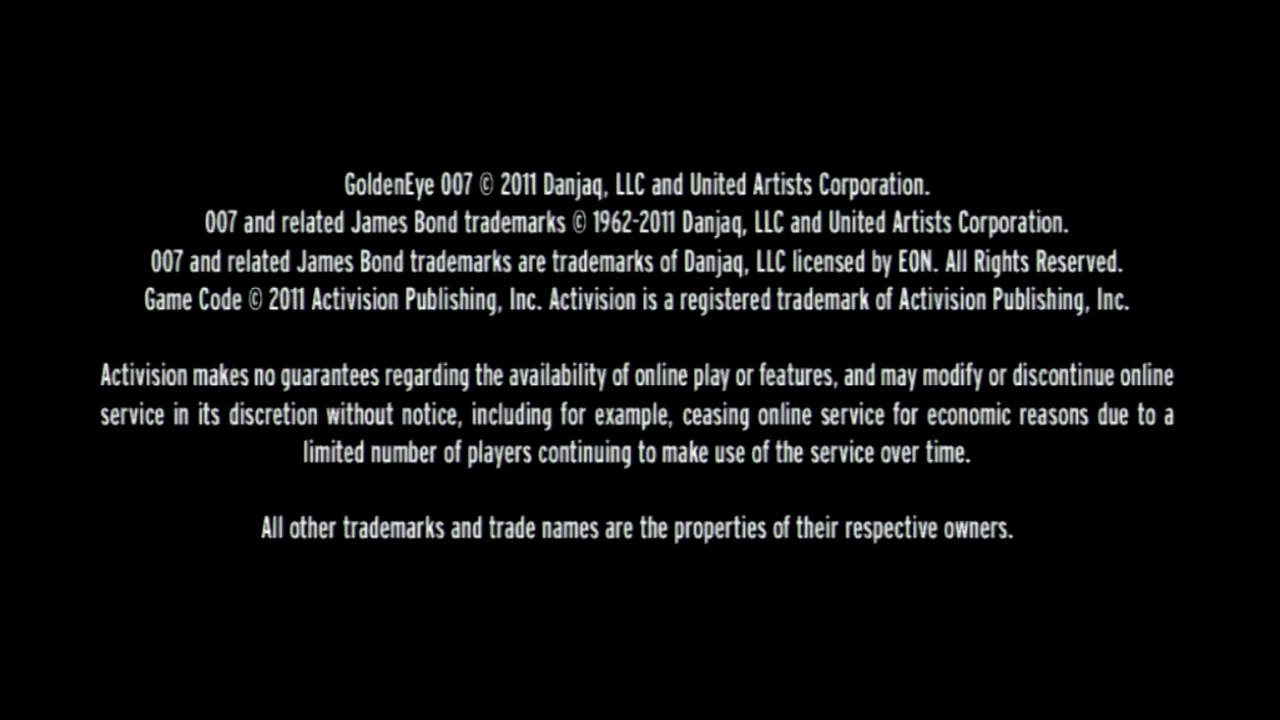 GoldenEye 007 © 2011 Danjaq, LLC and United Artists Corporation.
007 and related James Bond trademarks © 1962-2011 Danjaq, LLC and United Artists Corporation.
007 and related James Bond trademarks are trademarks of Danjaq, LLC licensed by EON. All Rights Reserved.
Game Code © 2011 Activision Publishing, Inc. Activision is a registered trademark of Activision Publishing, Inc.
Activision makes no guarantees regarding the availability of online play or features, and may modify or discontinue online
service in its discretion without notice, including for example, ceasing online service for economic reasons due to a
limited number of players continuing to make use of the service over time.
All other trademarks and trade names are the properties of their respective owners.